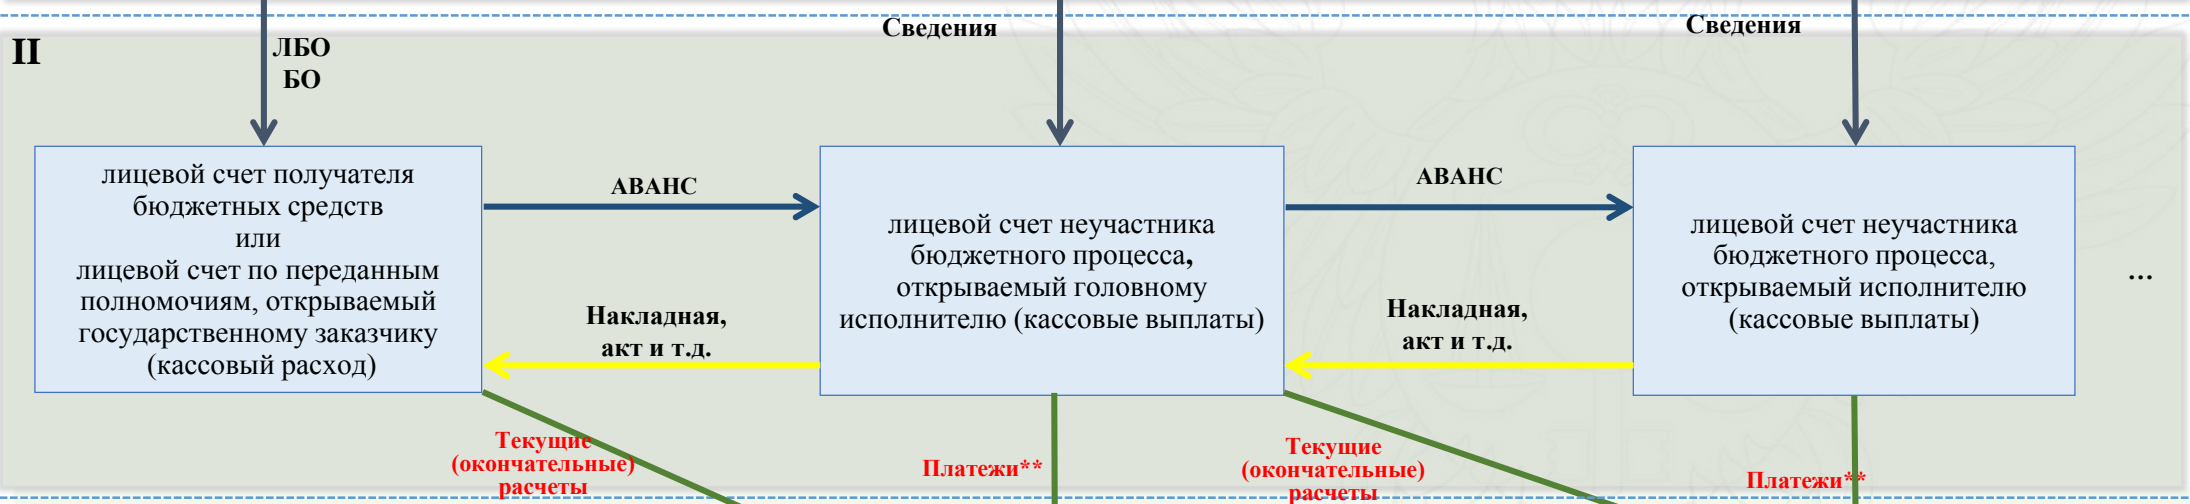 Сведения
Сведения
II
ЛБО
БО
лицевой счет получателя
бюджетных средств
или
лицевой счет по переданным
полномочиям, открываемый
государственному заказчику
(кассовый расход)
АВАНС
Накладная,
акт и т.д.
лицевой счет неучастника
бюджетного процесса,
открываемый головному
исполнителю (кассовые выплаты)
АВАНС
Накладная,
акт и т.д.
лицевой счет неучастника
бюджетного процесса,
открываемый исполнителю
(кассовые выплаты)
...
Текущие
(окончательные)
расчеты
Платежи**
Текущие
(окончательные)
расчеты
Платежи**